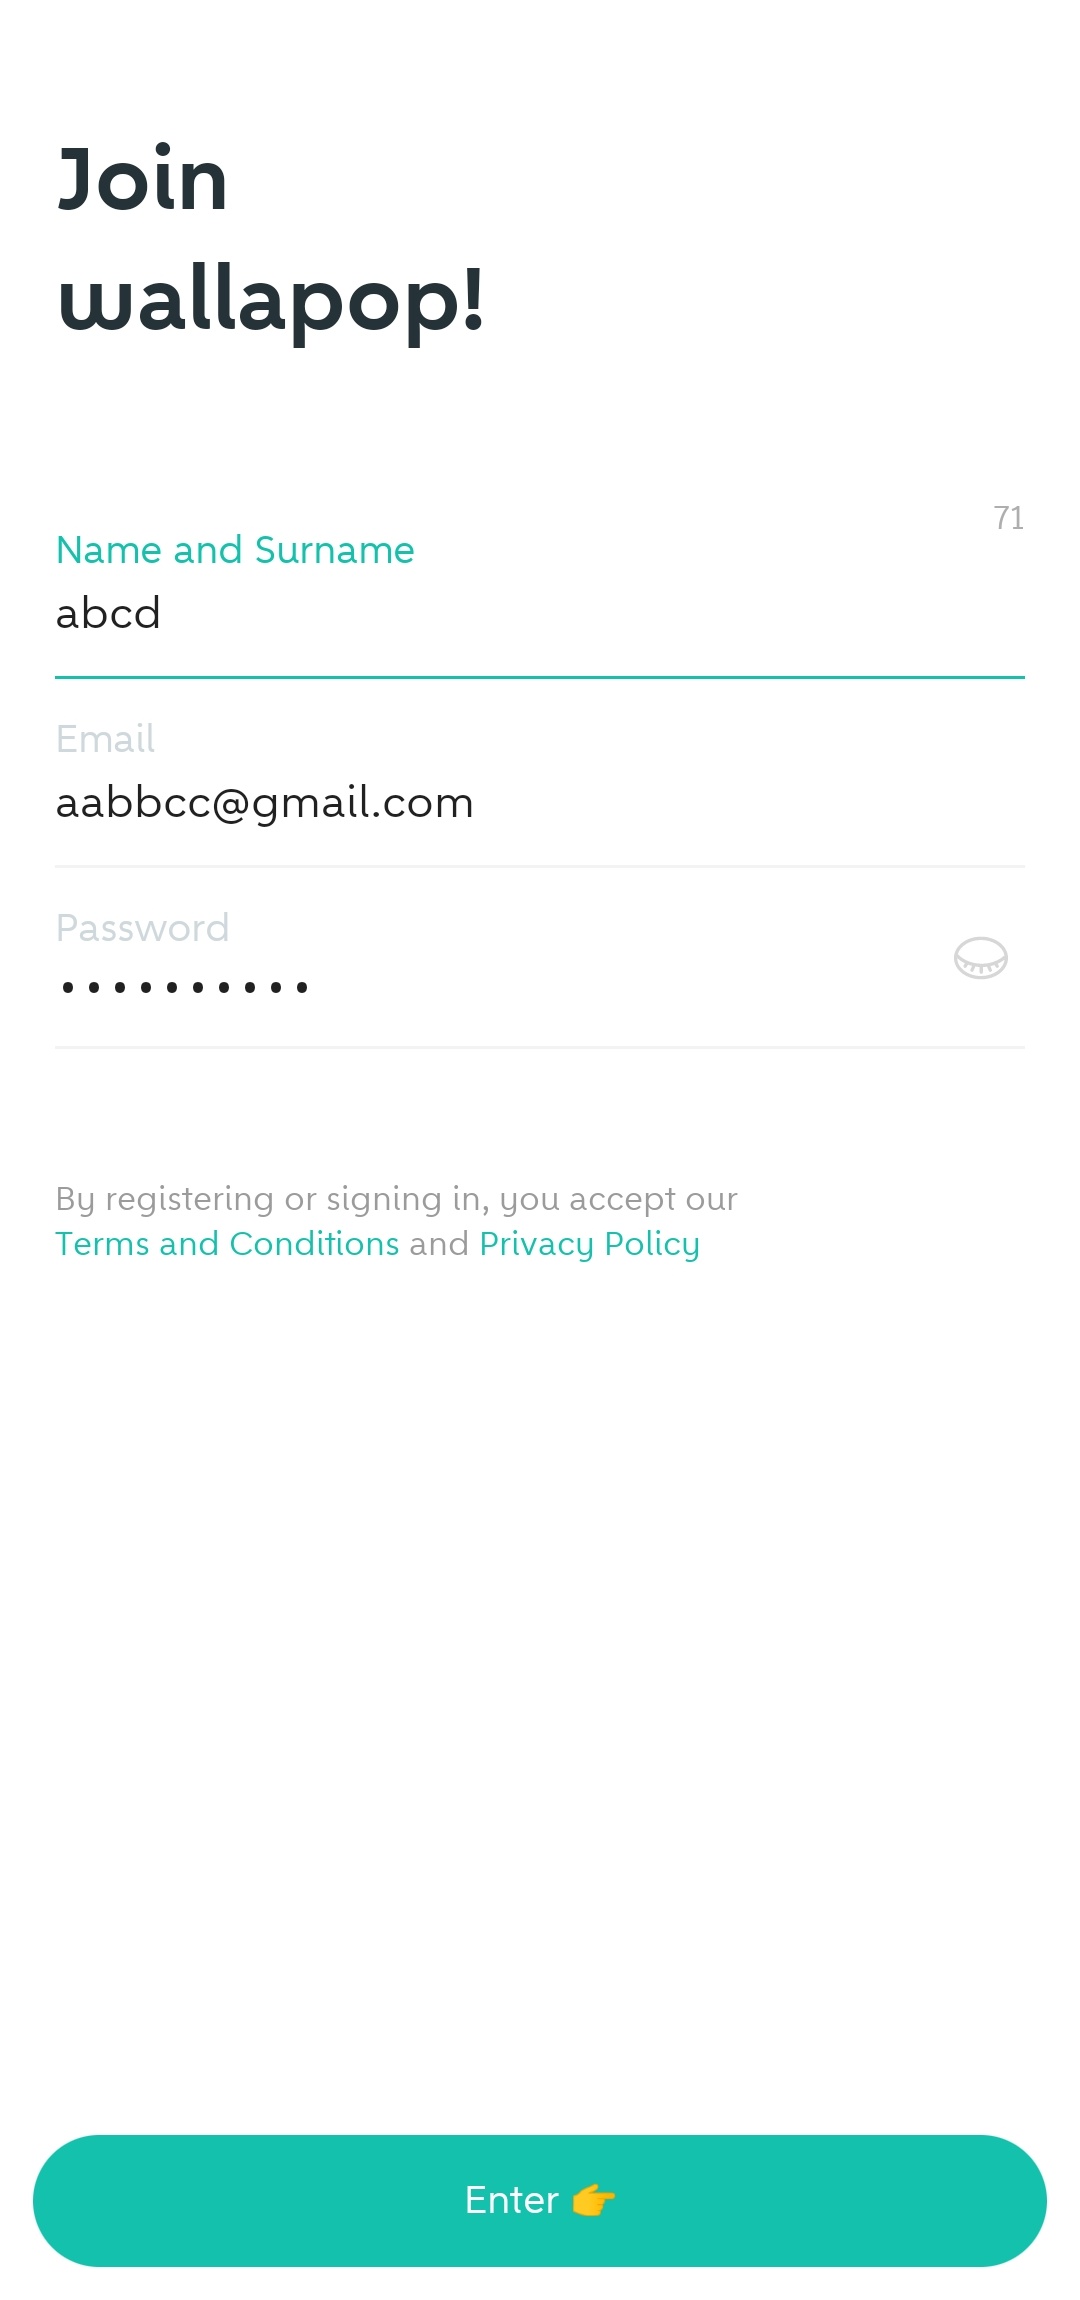 Join
wallapop!
71
Name and Surname
abcd
Email
aabbcc@gmail.com
Password
••••••••••
By registering or signing in, you accept our
Terms and Conditions and Privacy Policy
Enter 👉